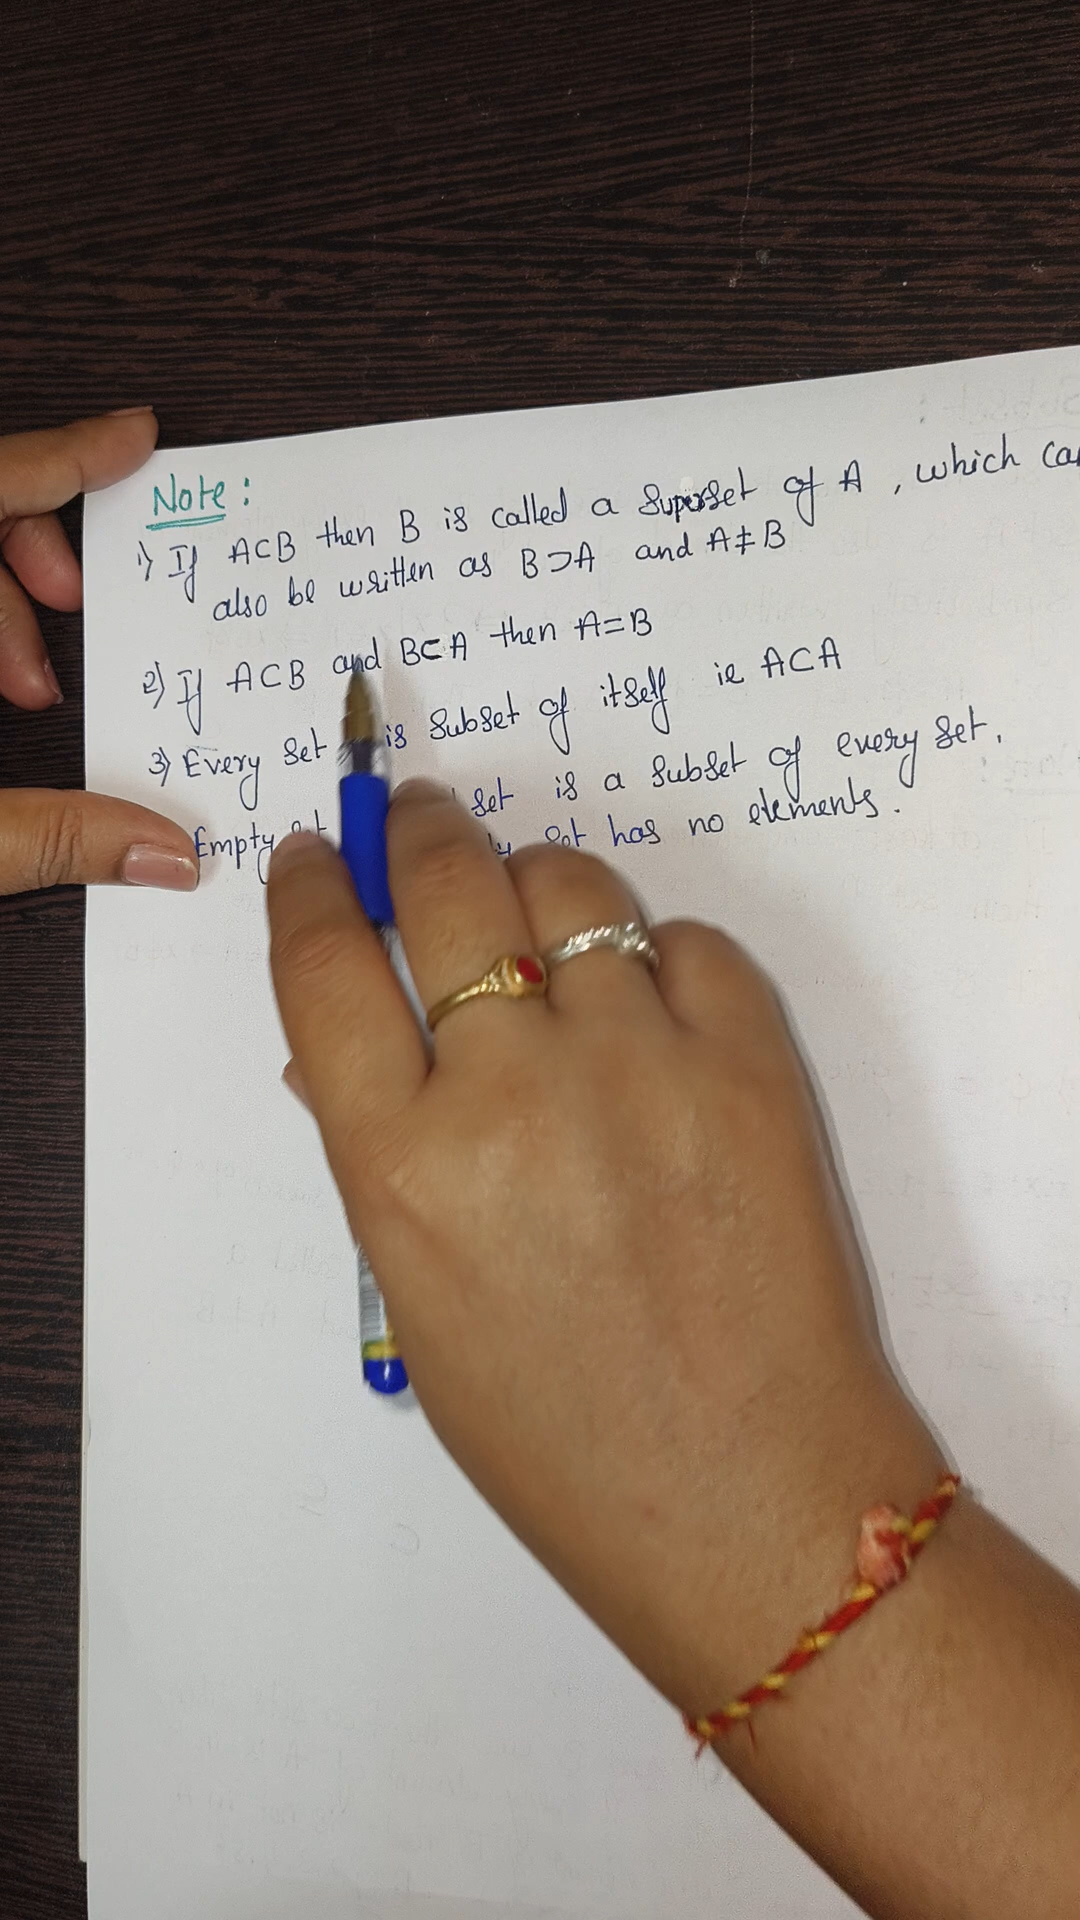 Note:
1) If A⊂B then B is called a superset of A, which can
also be written as B⊃A and A≠B
2) If A⊂B and B⊂A then A=B
3) Every set is subset of itself ie A⊂A
Empty set is a subset of every set.
set has no elements.